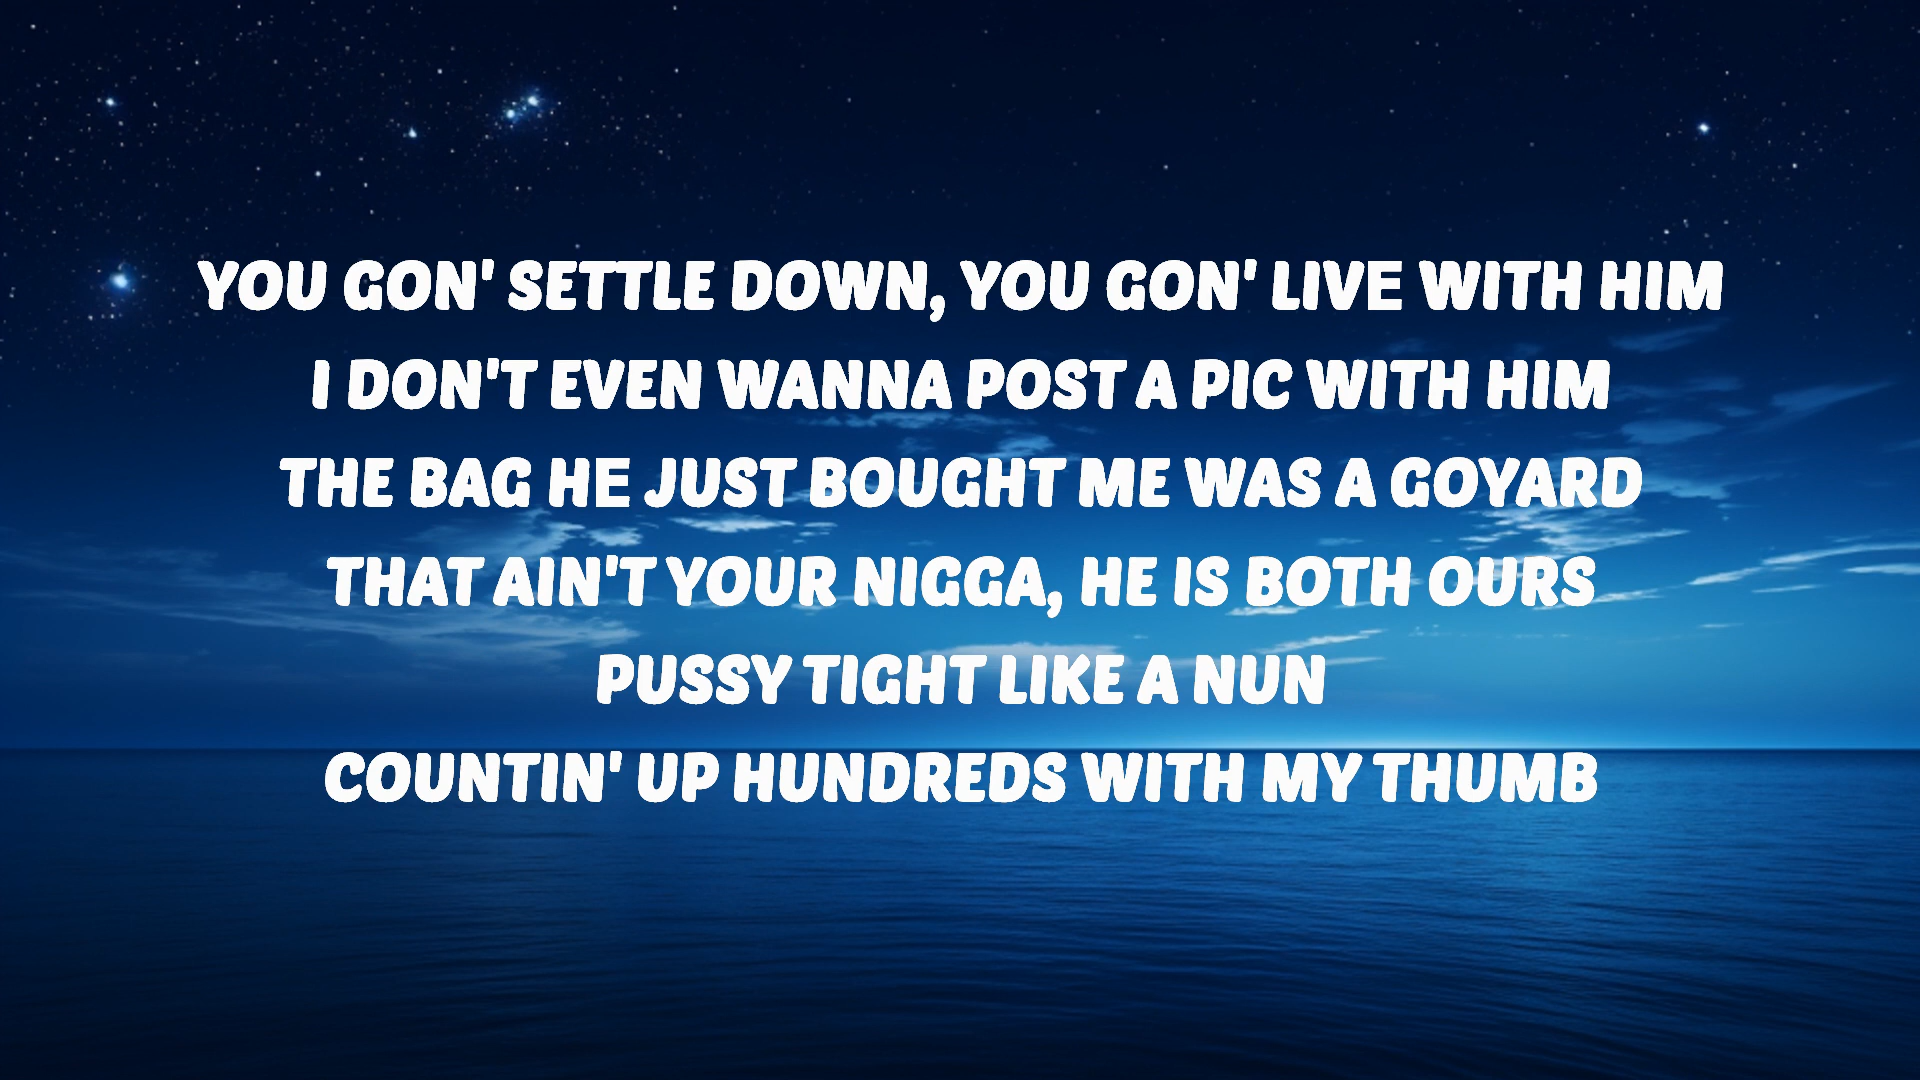 YOU GON' SETTLE DOWN, YOU GON' LIVE WITH HIM
I DON'T EVEN WANNA POST A PIC WITH HIM
THE BAG HE JUST BOUGHT ME WAS A GOYARD
THAT AIN'T YOUR NIGGA, HE IS BOTH OURS
PUSSY TIGHT LIKE A NUN
COUNTIN' UP HUNDREDS WITH MY THUMB